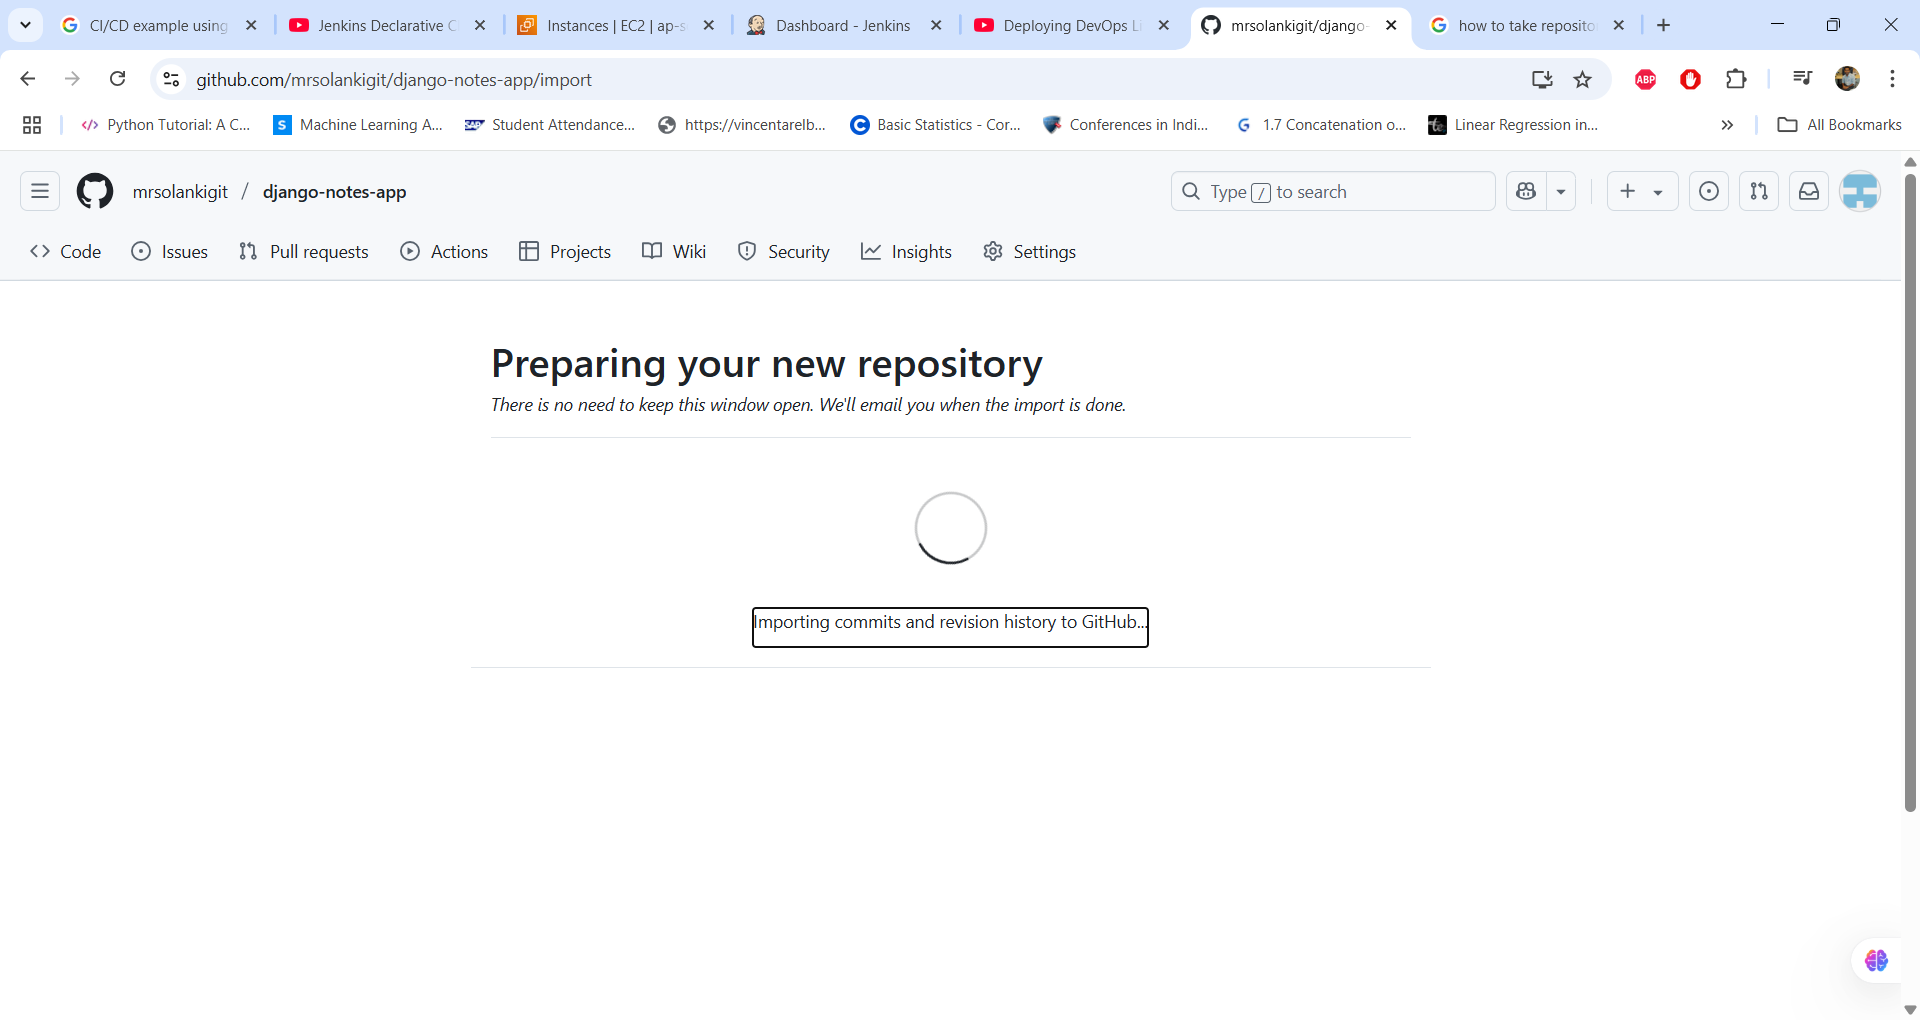 CI/CD example using
Jenkins Declarative C
Instances | EC2 | ap-s
Dashboard - Jenkins
Deploying DevOps Li
mrsolankigit/django-
how to take reposito
github.com/mrsolankigit/django-notes-app/import
ABP
Python Tutorial: A C...
Machine Learning A...
Student Attendance...
https://vincentarelb...
Basic Statistics - Cor...
Conferences in Indi...
1.7 Concatenation o...
Linear Regression in...
All Bookmarks
mrsolankigit / django-notes-app
Type / to search
Code
Issues
Pull requests
Actions
Projects
Wiki
Security
Insights
Settings
Preparing your new repository
There is no need to keep this window open. We'll email you when the import is done.
Importing commits and revision history to GitHub...